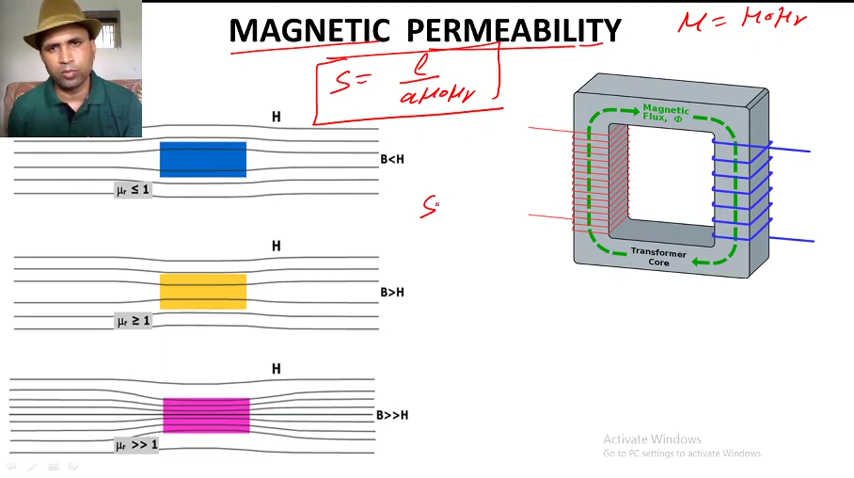 MAGNETIC PERMEABILITY
μ = μ₀μᵣ
S = l / aμ₀μᵣ
H
B<H
μᵣ ≤ 1
S
H
B>H
μᵣ ≥ 1
H
B>>H
μᵣ >> 1
Magnetic
Flux, Φ
Transformer
Core
Activate Windows
Go to PC settings to activate Windows.